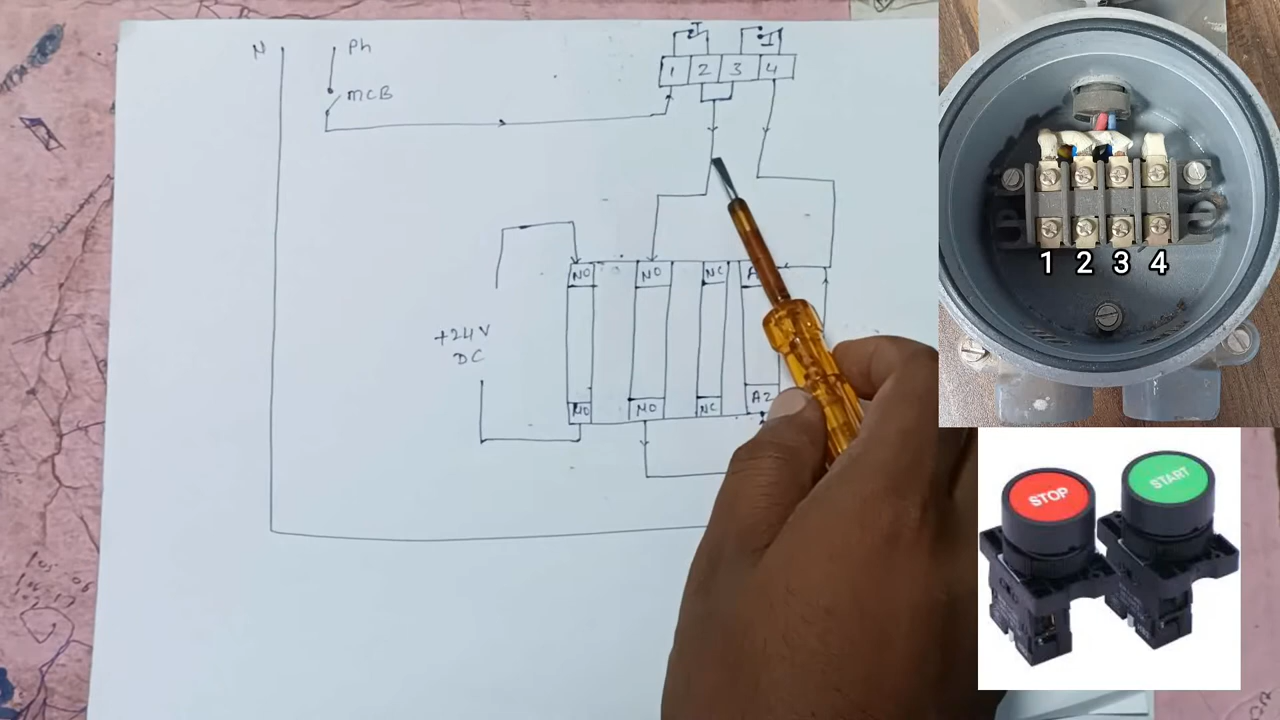 N
Ph
MCB
1 2 3 4
NO NO NC
+24V
DC
NO NO NC A2
1 2 3 4
STOP
START